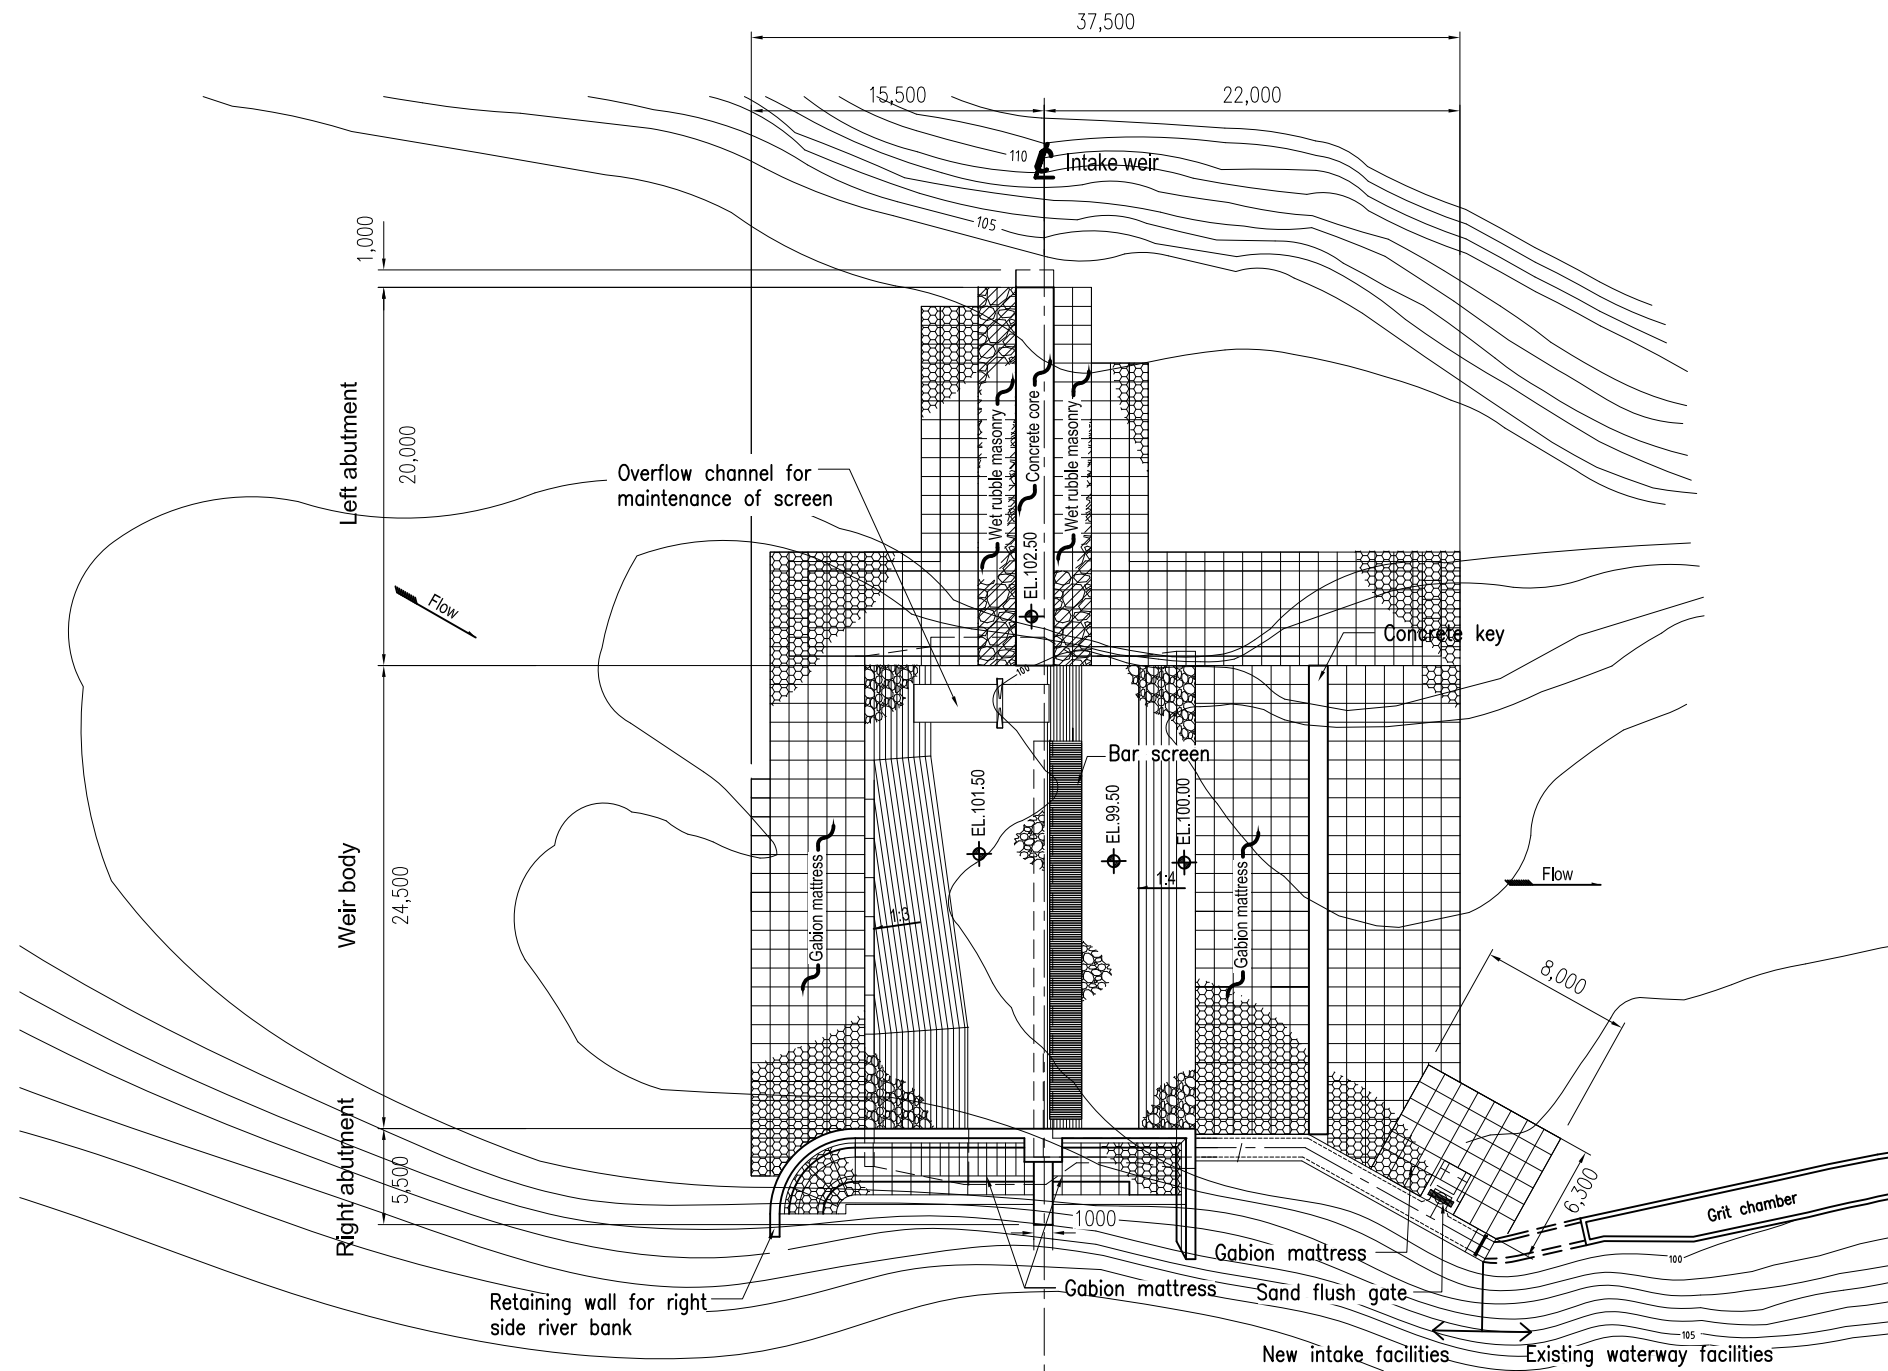 37,500
15,500
22,000
110
Intake weir
105
1,000
Left abutment
20,000
Overflow channel for
maintenance of screen
Wet rubble masonry
Concrete core
Wet rubble masonry
EL.102.50
Flow
Concrete key
100
Bar screen
EL.101.50
EL.99.50
EL.100.00
Weir body
24,500
Gabion mattress
1:3
1:4
Gabion mattress
Flow
8,000
Right abutment
5,500
6,300
Grit chamber
1000
Gabion mattress
100
Gabion mattress
Sand flush gate
Retaining wall for right
side river bank
105
New intake facilities
Existing waterway facilities